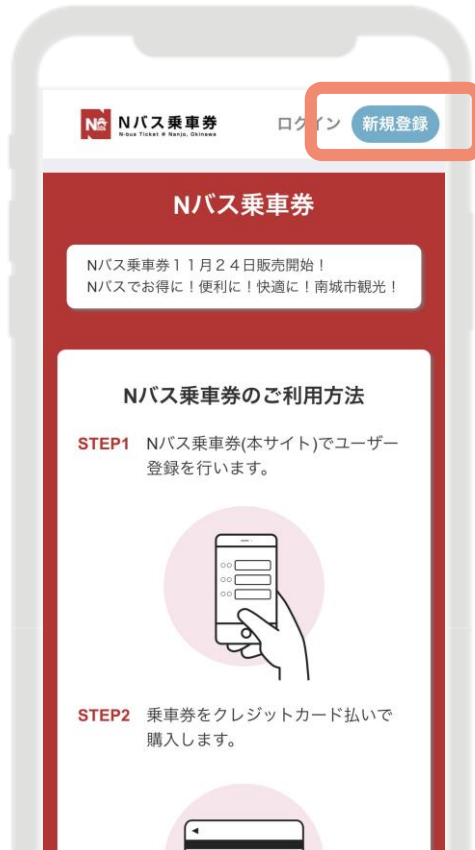 Nバス乗車券
N-bus Ticket @ Nanjo, Okinawa
ログイン
新規登録
Nバス乗車券
Nバス乗車券11月24日販売開始！
Nバスでお得に！便利に！快適に！南城市観光！
Nバス乗車券のご利用方法
STEP1 Nバス乗車券(本サイト)でユーザー
登録を行います。
STEP2 乗車券をクレジットカード払いで
購入します。